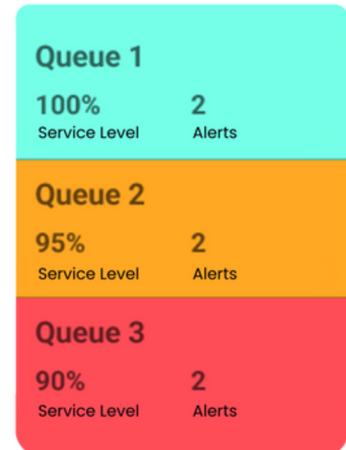 Queue 1
100% 2
Service Level Alerts
Queue 2
95% 2
Service Level Alerts
Queue 3
90% 2
Service Level Alerts